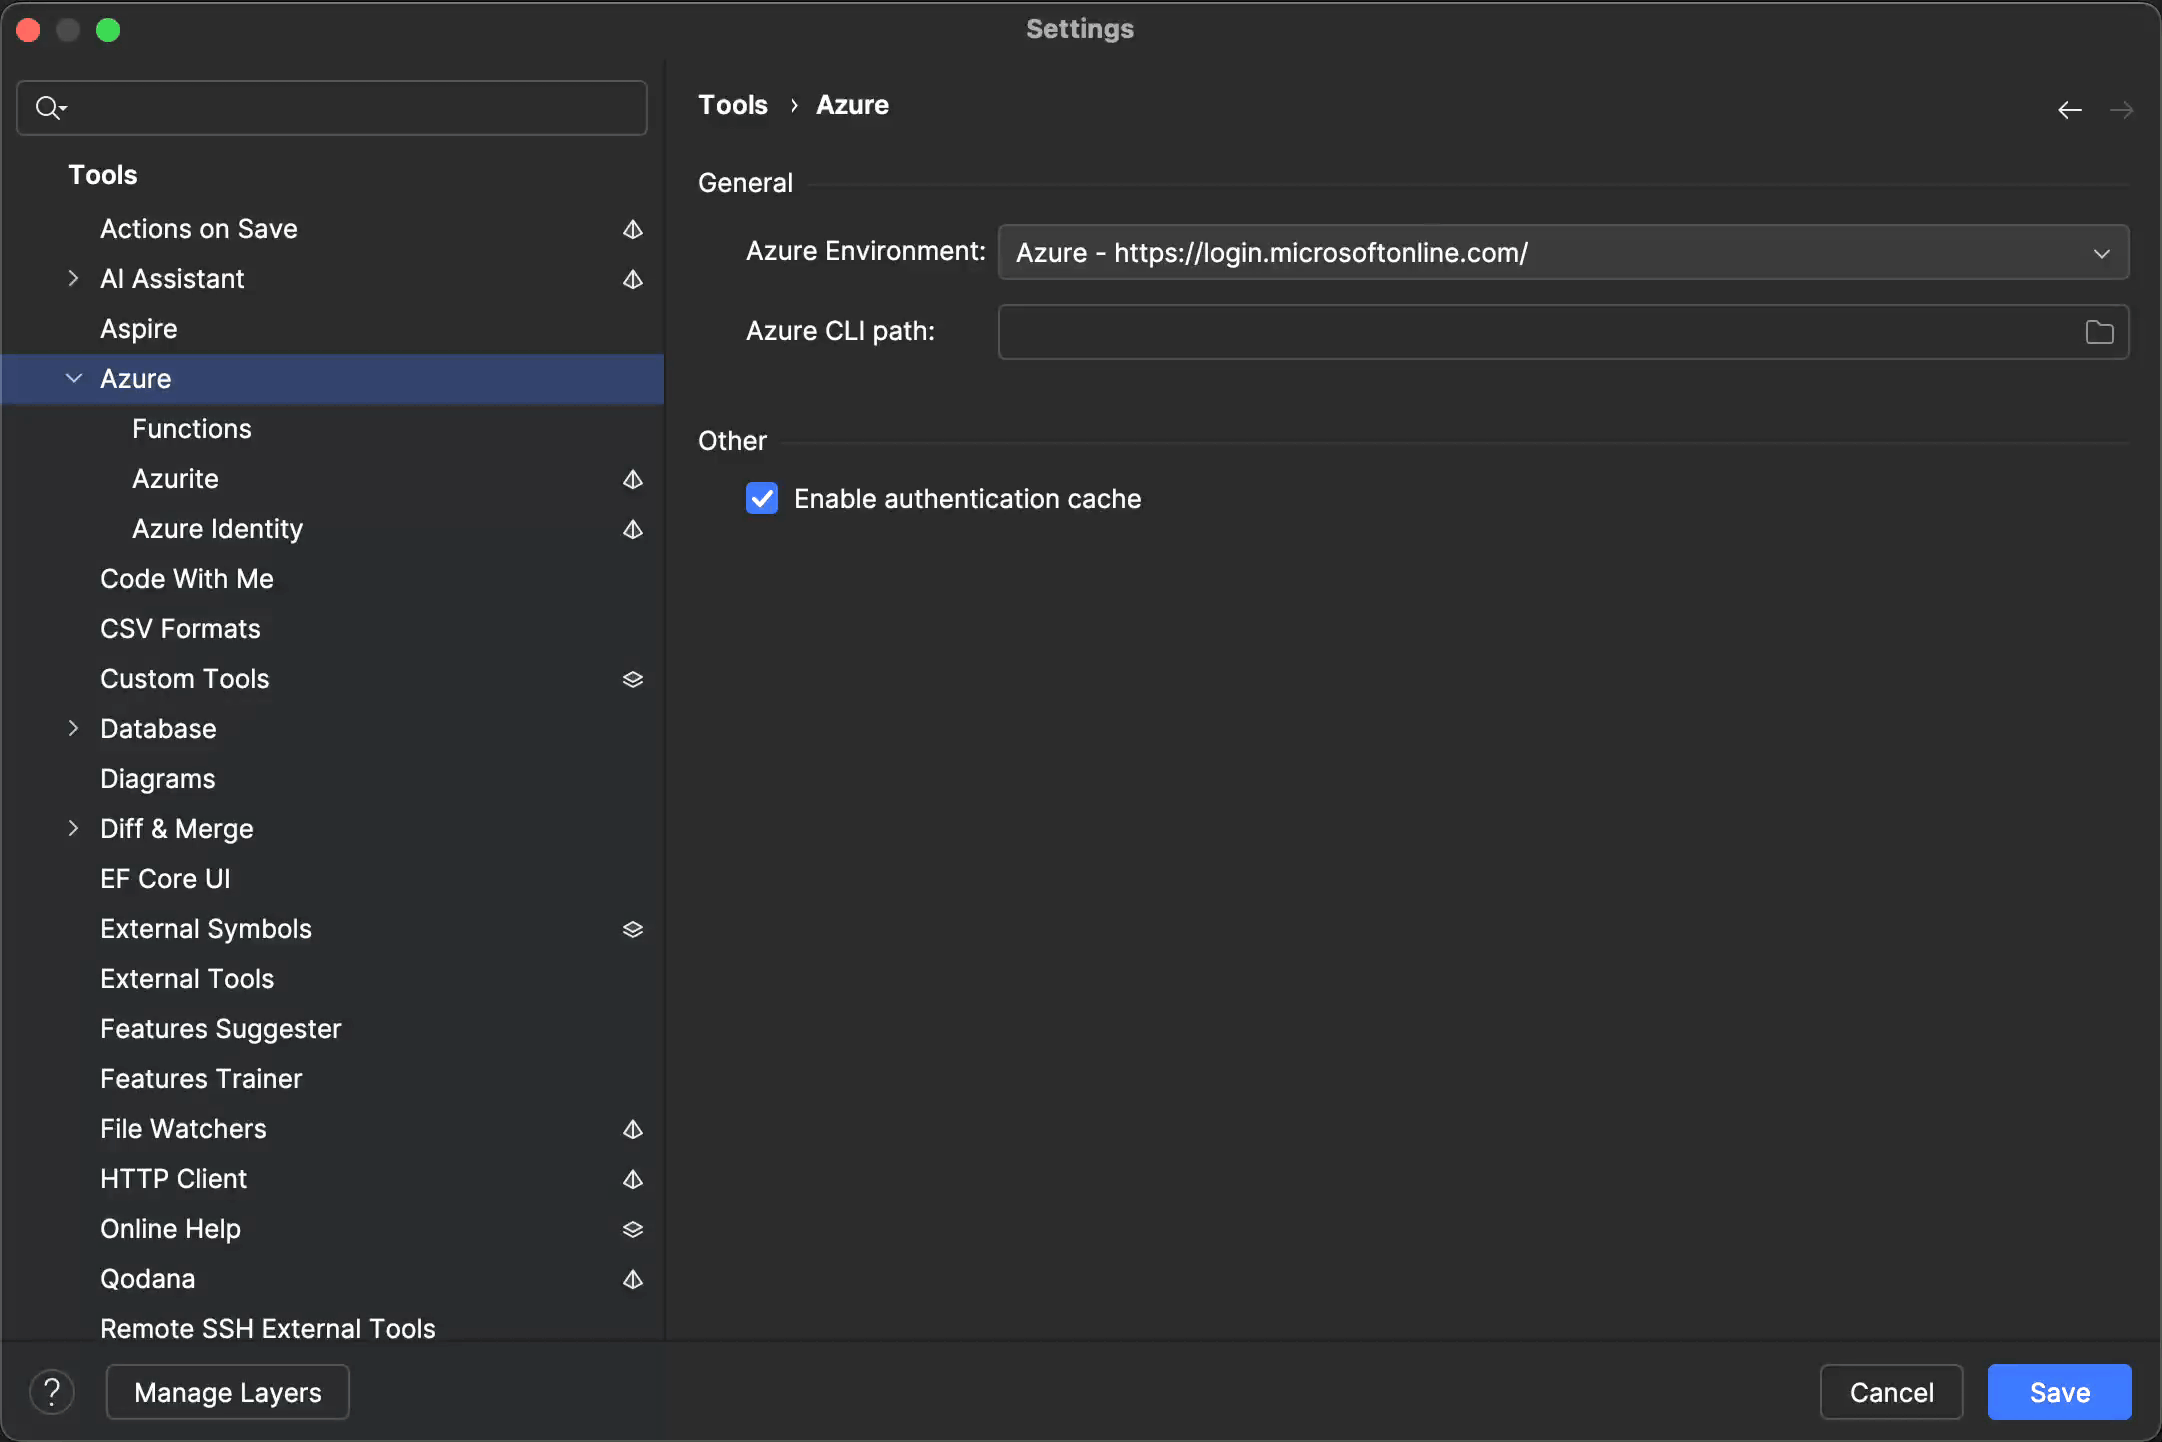 Settings
Tools › Azure
Tools
Actions on Save
AI Assistant
Aspire
Azure
Functions
Azurite
Azure Identity
Code With Me
CSV Formats
Custom Tools
Database
Diagrams
Diff & Merge
EF Core UI
External Symbols
External Tools
Features Suggester
Features Trainer
File Watchers
HTTP Client
Online Help
Qodana
Remote SSH External Tools
General
Azure Environment: Azure - https://login.microsoftonline.com/
Azure CLI path:
Other
Enable authentication cache
? Manage Layers
Cancel Save